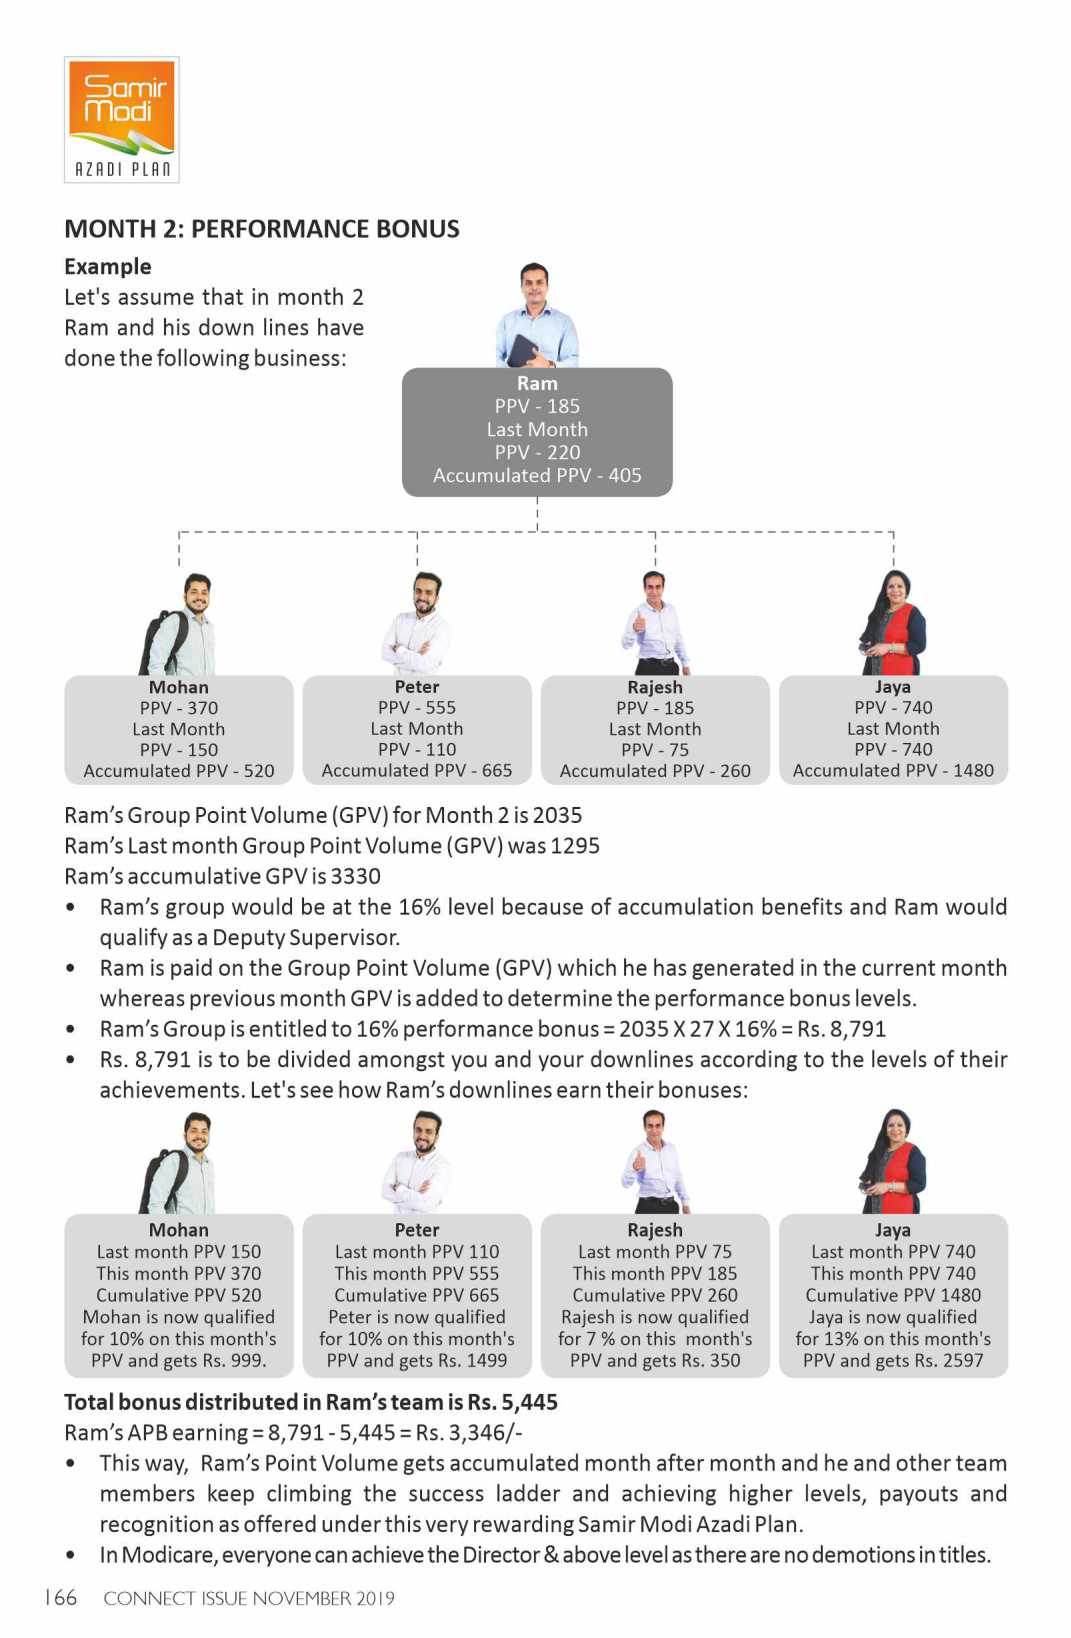 Samir
Modi
AZADI PLAN
MONTH 2: PERFORMANCE BONUS
Example
Let's assume that in month 2
Ram and his down lines have
done the following business:
Ram
PPV - 185
Last Month
PPV - 220
Accumulated PPV - 405
Mohan
PPV - 370
Last Month
PPV - 150
Accumulated PPV - 520
Peter
PPV - 555
Last Month
PPV - 110
Accumulated PPV - 665
Rajesh
PPV - 185
Last Month
PPV - 75
Accumulated PPV - 260
Jaya
PPV - 740
Last Month
PPV - 740
Accumulated PPV - 1480
Ram's Group Point Volume (GPV) for Month 2 is 2035
Ram's Last month Group Point Volume (GPV) was 1295
Ram's accumulative GPV is 3330
• Ram's group would be at the 16% level because of accumulation benefits and Ram would
qualify as a Deputy Supervisor.
• Ram is paid on the Group Point Volume (GPV) which he has generated in the current month
whereas previous month GPV is added to determine the performance bonus levels.
• Ram's Group is entitled to 16% performance bonus = 2035 X 27 X 16% = Rs. 8,791
• Rs. 8,791 is to be divided amongst you and your downlines according to the levels of their
achievements. Let's see how Ram's downlines earn their bonuses:
Mohan
Last month PPV 150
This month PPV 370
Cumulative PPV 520
Mohan is now qualified
for 10% on this month's
PPV and gets Rs. 999.
Peter
Last month PPV 110
This month PPV 555
Cumulative PPV 665
Peter is now qualified
for 10% on this month's
PPV and gets Rs. 1499
Rajesh
Last month PPV 75
This month PPV 185
Cumulative PPV 260
Rajesh is now qualified
for 7 % on this month's
PPV and gets Rs. 350
Jaya
Last month PPV 740
This month PPV 740
Cumulative PPV 1480
Jaya is now qualified
for 13% on this month's
PPV and gets Rs. 2597
Total bonus distributed in Ram's team is Rs. 5,445
Ram's APB earning = 8,791 - 5,445 = Rs. 3,346/-
• This way, Ram's Point Volume gets accumulated month after month and he and other team
members keep climbing the success ladder and achieving higher levels, payouts and
recognition as offered under this very rewarding Samir Modi Azadi Plan.
• In Modicare, everyone can achieve the Director & above level as there are no demotions in titles.
166 CONNECT ISSUE NOVEMBER 2019